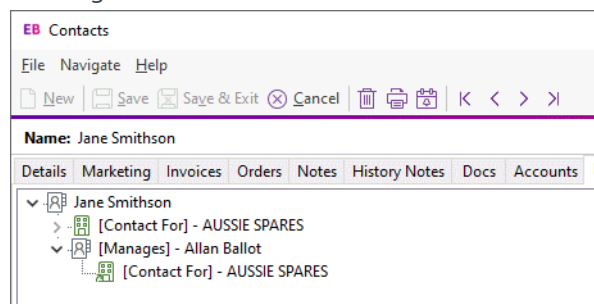 EB Contacts
File Navigate Help
New Save Save & Exit Cancel
Name: Jane Smithson
Details Marketing Invoices Orders Notes History Notes Docs Accounts
Jane Smithson
[Contact For] - AUSSIE SPARES
[Manages] - Allan Ballot
[Contact For] - AUSSIE SPARES